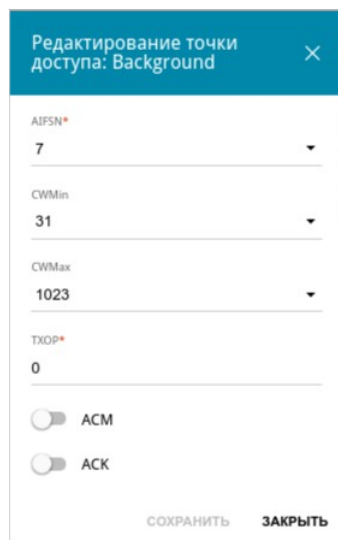 Редактирование точки
доступа: Background
AIFSN*
7
CWMin
31
CWMax
1023
TXOP*
0
ACM
ACK
СОХРАНИТЬ ЗАКРЫТЬ